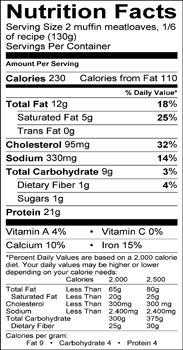 Nutrition Facts
Serving Size 2 muffin meatloaves, 1/6
of recipe (130g)
Servings Per Container
Amount Per Serving
Calories 230 Calories from Fat 110
% Daily Value*
Total Fat 12g 18%
Saturated Fat 5g 25%
Trans Fat 0g
Cholesterol 95mg 32%
Sodium 330mg 14%
Total Carbohydrate 9g 3%
Dietary Fiber 1g 4%
Sugars 1g
Protein 21g
Vitamin A 4% • Vitamin C 0%
Calcium 10% • Iron 15%
*Percent Daily Values are based on a 2,000 calorie
diet. Your daily values may be higher or lower
depending on your calorie needs:
Calories 2,000 2,500
Total Fat Less Than 65g 80g
Saturated Fat Less Than 20g 25g
Cholesterol Less Than 300mg 300 mg
Sodium Less Than 2,400mg 2,400mg
Total Carbohydrate 300g 375g
Dietary Fiber 25g 30g
Calories per gram:
Fat 9 • Carbohydrate 4 • Protein 4